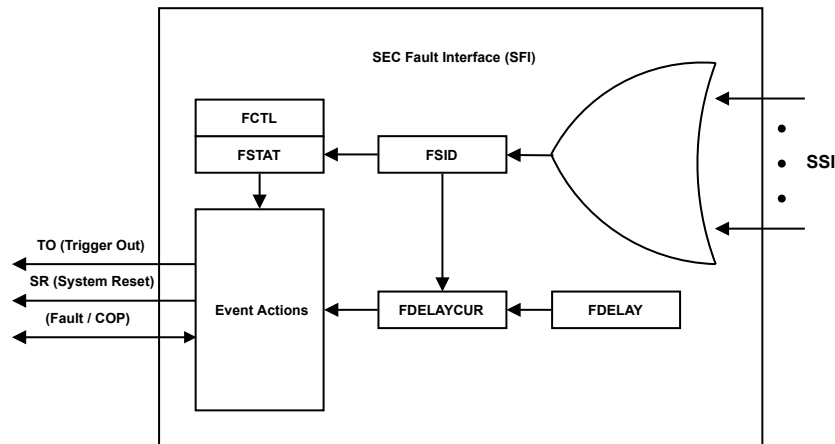 SEC Fault Interface (SFI)
FCTL
FSTAT
FSID
SSI
TO (Trigger Out)
SR (System Reset)
(Fault / COP)
Event Actions
FDELAYCUR
FDELAY